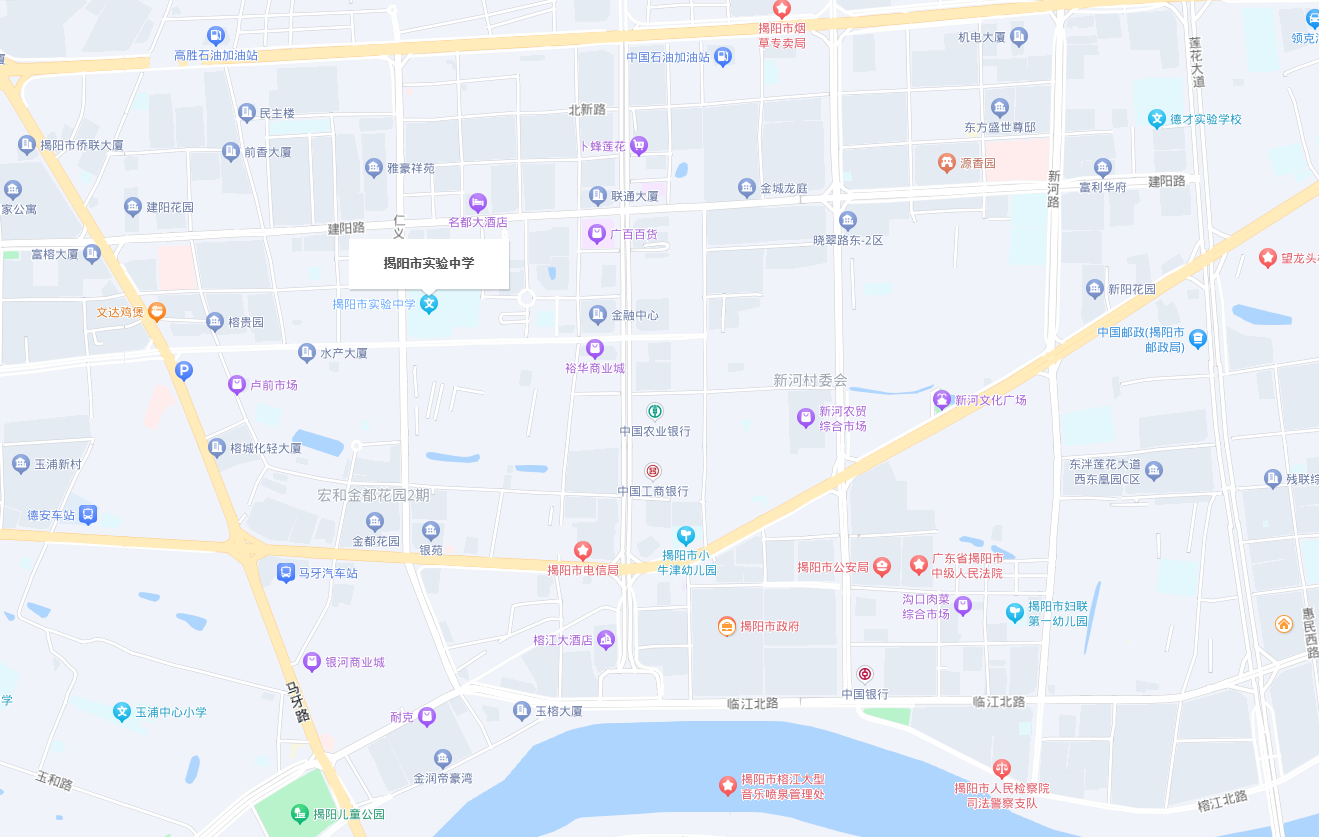 揭阳市烟
草专卖局
高胜石油加油站
中国石油加油站
机电大厦
莲花大道
领克
北新路
民主楼
东方盛世尊邸
德才实验学校
揭阳市侨联大厦
前香大厦
卜蜂莲花
雅豪祥苑
源香园
富利华府
建阳路
新河路
家公寓
建阳花园
名都大酒店
联通大厦
金城龙庭
建阳路
仁义
广百百货
晓翠路东-2区
富榕大厦
揭阳市实验中学
望龙头
新阳花园
揭阳市实验中学
文达鸡煲
榕贵园
金融中心
中国邮政(揭阳市
邮政局)
水产大厦
裕华商业城
卢前市场
新河村委会
新河文化广场
新河农贸
综合市场
中国农业银行
榕城化轻大厦
玉浦新村
东泮莲花大道
西东凰园C区
残联综
中国工商银行
宏和金都花园2期
德安车站
金都花园
银苑
揭阳市电信局
揭阳市小
牛津幼儿园
揭阳市公安局
广东省揭阳市
中级人民法院
马牙汽车站
沟口肉菜
综合市场
揭阳市妇联
第一幼儿园
揭阳市政府
惠民西路
榕江大酒店
银河商业城
中国银行
学
马牙路
玉浦中心小学
耐克
玉榕大厦
临江北路
临江北路
玉和路
金润帝豪湾
揭阳市榕江大型
音乐喷泉管理处
揭阳市人民检察院
司法警察支队
榕江北路
揭阳儿童公园